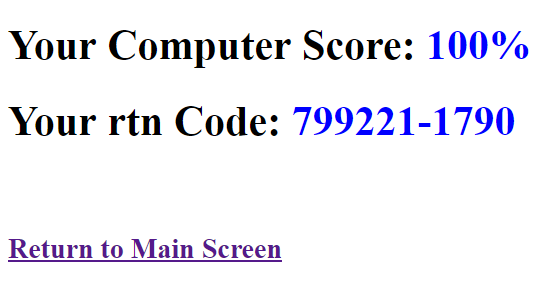 Your Computer Score: 100%
Your rtn Code: 799221-1790
Return to Main Screen